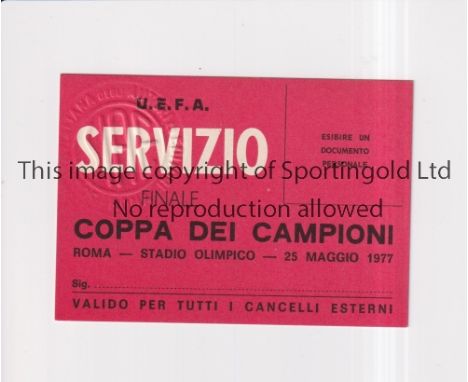 U.E.F.A.
SERVIZIO
ESIBIRE UN
DOCUMENTO
PERSONALE
This image copyright of Sportingold Ltd
FINALE
No reproduction allowed
COPPA DEI CAMPIONI
ROMA — STADIO OLIMPICO — 25 MAGGIO 1977
Sig.
VALIDO PER TUTTI I CANCELLI ESTERNI